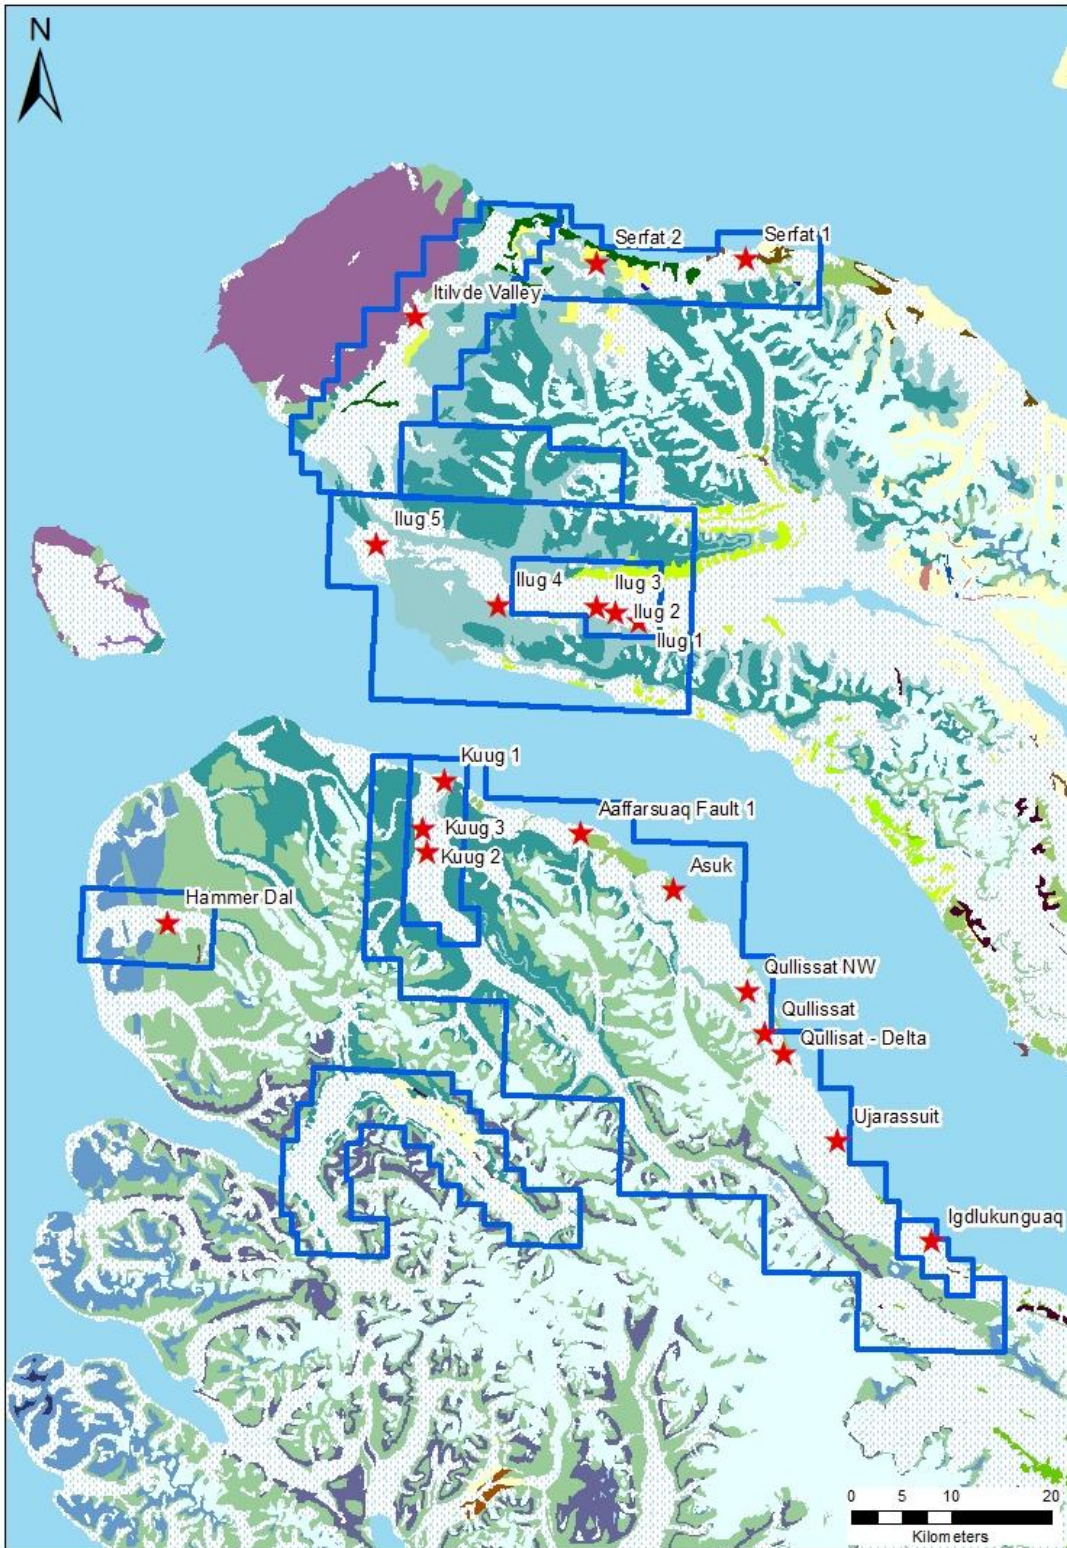 N
Serfat 2
Serfat 1
Itilvde Valley
Ilug 5
Ilug 4
Ilug 3
Ilug 2
Ilug 1
Kuug 1
Aaffarsuaq Fault 1
Kuug 3
Kuug 2
Asuk
Hammer Dal
Qullissat NW
Qullissat
Qullisat - Delta
Ujarassuit
Igdlukunguaq
0 5 10 20
Kilometers